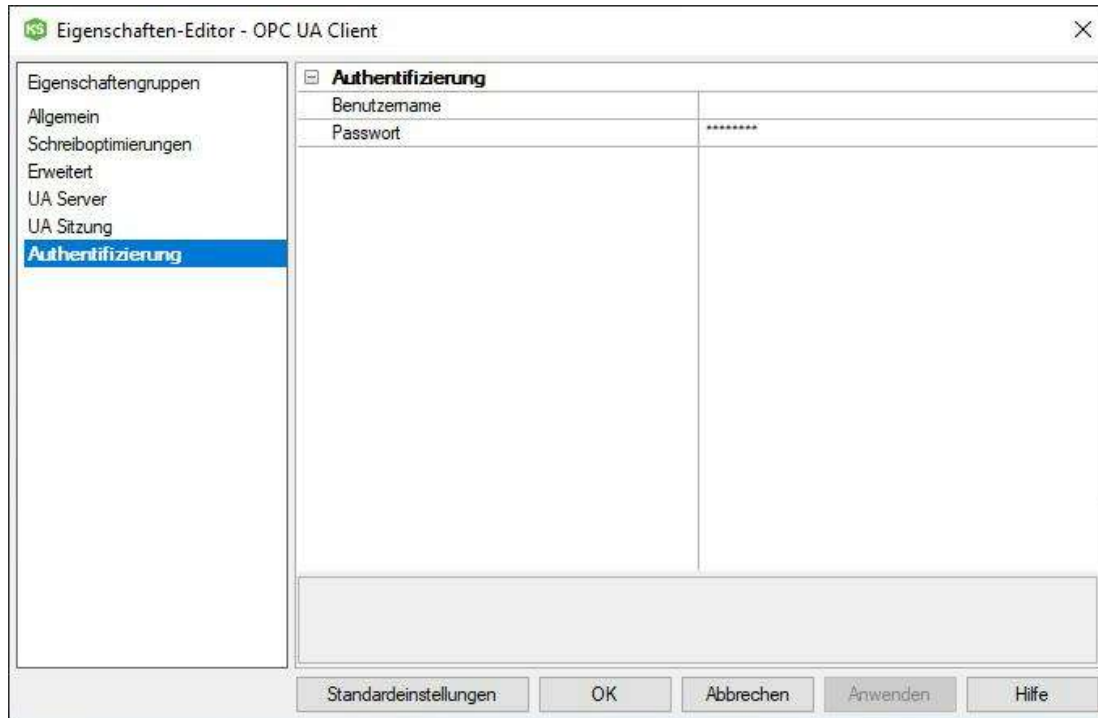 KS Eigenschaften-Editor - OPC UA Client
Eigenschaftengruppen
Allgemein
Schreiboptimierungen
Erweitert
UA Server
UA Sitzung
Authentifizierung
Authentifizierung
Benutzername
Passwort ********
Standardeinstellungen OK Abbrechen Anwenden Hilfe